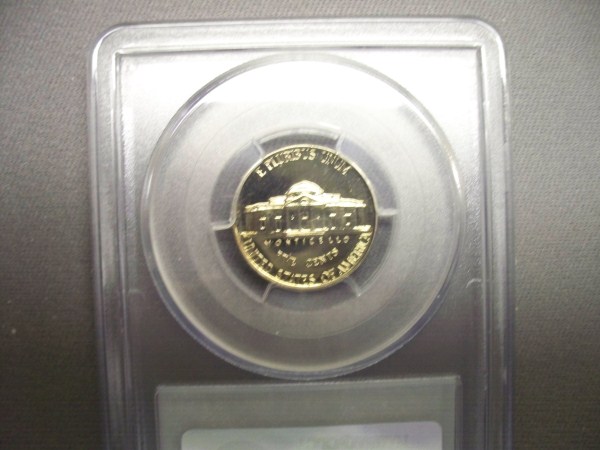 E PLURIBUS UNUM
MONTICELLO
FIVE CENTS
UNITED STATES OF AMERICA